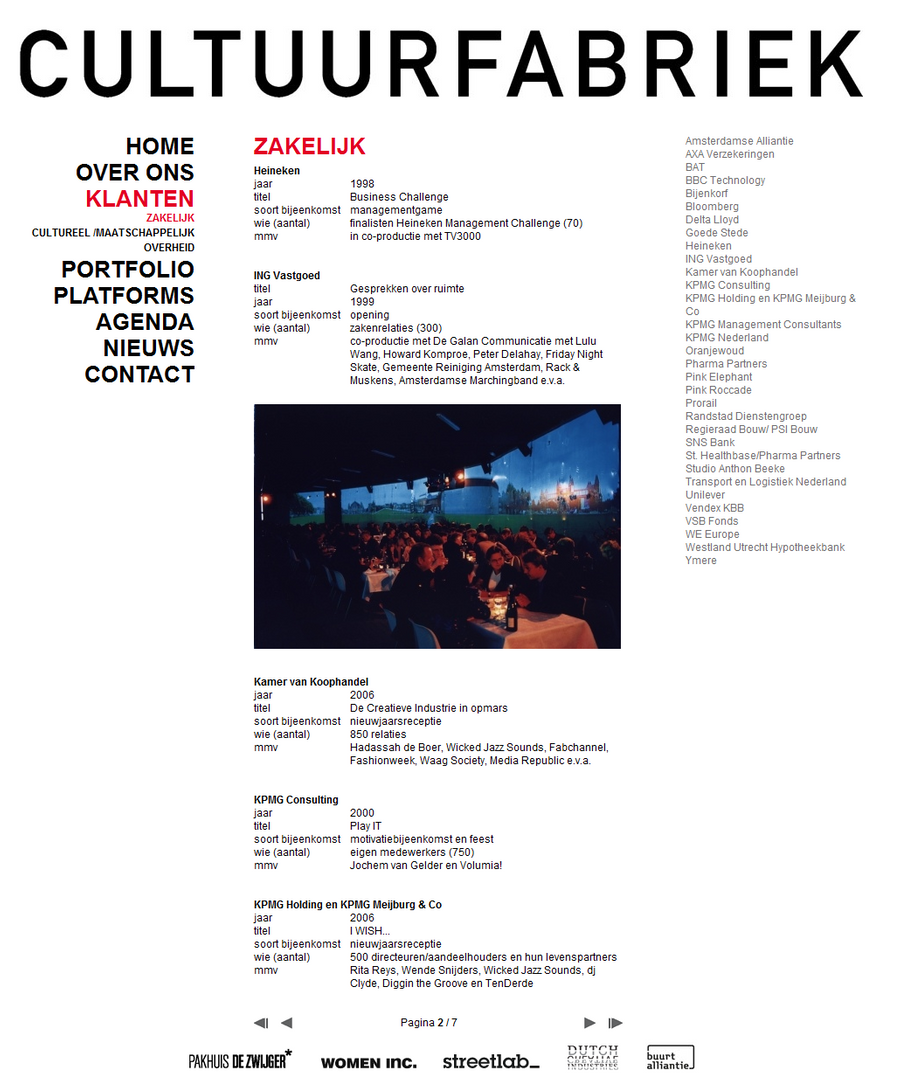 CULTUURFABRIEK
HOME
OVER ONS
KLANTEN
ZAKELIJK
CULTUREEL /MAATSCHAPPELIJK
OVERHEID
PORTFOLIO
PLATFORMS
AGENDA
NIEUWS
CONTACT
ZAKELIJK
Heineken
jaar 1998
titel Business Challenge
soort bijeenkomst managementgame
wie (aantal) finalisten Heineken Management Challenge (70)
mmv in co-productie met TV3000
ING Vastgoed
titel Gesprekken over ruimte
jaar 1999
soort bijeenkomst opening
wie (aantal) zakenrelaties (300)
mmv co-productie met De Galan Communicatie met Lulu
Wang, Howard Komproe, Peter Delahay, Friday Night
Skate, Gemeente Reiniging Amsterdam, Rack &
Muskens, Amsterdamse Marchingband e.v.a.
Kamer van Koophandel
jaar 2006
titel De Creatieve Industrie in opmars
soort bijeenkomst nieuwjaarsreceptie
wie (aantal) 850 relaties
mmv Hadassah de Boer, Wicked Jazz Sounds, Fabchannel,
Fashionweek, Waag Society, Media Republic e.v.a.
KPMG Consulting
jaar 2000
titel Play IT
soort bijeenkomst motivatiebijeenkomst en feest
wie (aantal) eigen medewerkers (750)
mmv Jochem van Gelder en Volumia!
KPMG Holding en KPMG Meijburg & Co
jaar 2006
titel I WISH...
soort bijeenkomst nieuwjaarsreceptie
wie (aantal) 500 directeuren/aandeelhouders en hun levenspartners
mmv Rita Reys, Wende Snijders, Wicked Jazz Sounds, dj
Clyde, Diggin the Groove en TenDerde
Pagina 2 / 7
Amsterdamse Alliantie
AXA Verzekeringen
BAT
BBC Technology
Bijenkorf
Bloomberg
Delta Lloyd
Goede Stede
Heineken
ING Vastgoed
Kamer van Koophandel
KPMG Consulting
KPMG Holding en KPMG Meijburg &
Co
KPMG Management Consultants
KPMG Nederland
Oranjewoud
Pharma Partners
Pink Elephant
Pink Roccade
Prorail
Randstad Dienstengroep
Regieraad Bouw/ PSI Bouw
SNS Bank
St. Healthbase/Pharma Partners
Studio Anthon Beeke
Transport en Logistiek Nederland
Unilever
Vendex KBB
VSB Fonds
WE Europe
Westland Utrecht Hypotheekbank
Ymere
PAKHUIS DE ZWIJGER*
WOMEN INC.
streetlab_
DUTCH
CREATIVE
INDUSTRIES
buurt
alliantie_